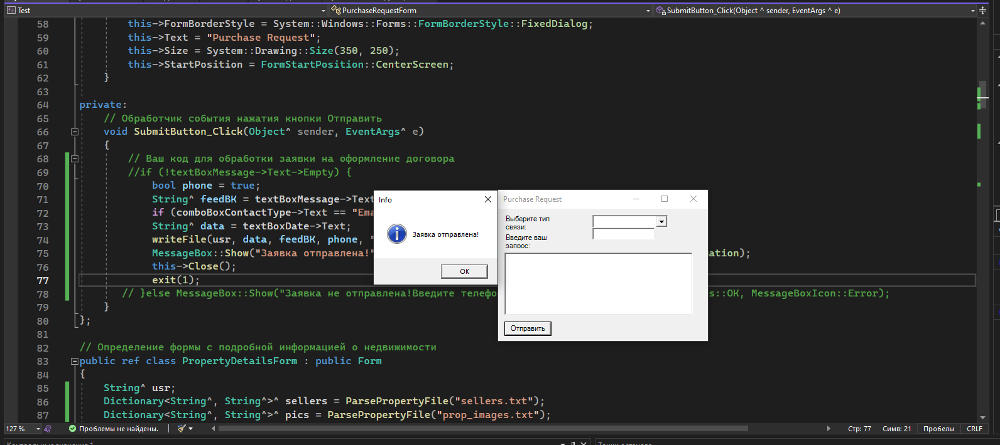 Test PurchaseRequestForm SubmitButton_Click(Object ^ sender, EventArgs ^ e)
58 this->FormBorderStyle = System::Windows::Forms::FormBorderStyle::FixedDialog;
59 this->Text = "Purchase Request";
60 this->Size = System::Drawing::Size(350, 250);
61 this->StartPosition = FormStartPosition::CenterScreen;
62 }
63
64 private:
65 // Обработчик события нажатия кнопки Отправить
66 void SubmitButton_Click(Object^ sender, EventArgs^ e)
67 {
68 // Ваш код для обработки заявки на оформление договора
69 //if (!textBoxMessage->Text->Empty) {
70 bool phone = true;
71 String^ feedBK = textBoxMessage->Text
72 if (comboBoxContactType->Text == "Ema
73 String^ data = textBoxDate->Text;
74 writeFile(usr, data, feedBK, phone, "
75 MessageBox::Show("Заявка отправлена!" ation);
76 this->Close();
77 exit(1);
78 // }else MessageBox::Show("Заявка не отправлена!Введите телефо s::OK, MessageBoxIcon::Error);
79 }
80 };
81
82 // Определение формы с подробной информацией о недвижимости
83 public ref class PropertyDetailsForm : public Form
84 {
85 String^ usr;
86 Dictionary<String^, String^>^ sellers = ParsePropertyFile("sellers.txt");
87 Dictionary<String^, String^>^ pics = ParsePropertyFile("prop_images.txt");
Info
Заявка отправлена!
OK
Purchase Request
Выберите тип
связи:
Введите ваш
запрос:
Отправить
127 % Проблемы не найдены. Стр: 77 Симв: 21 Пробелы CRLF